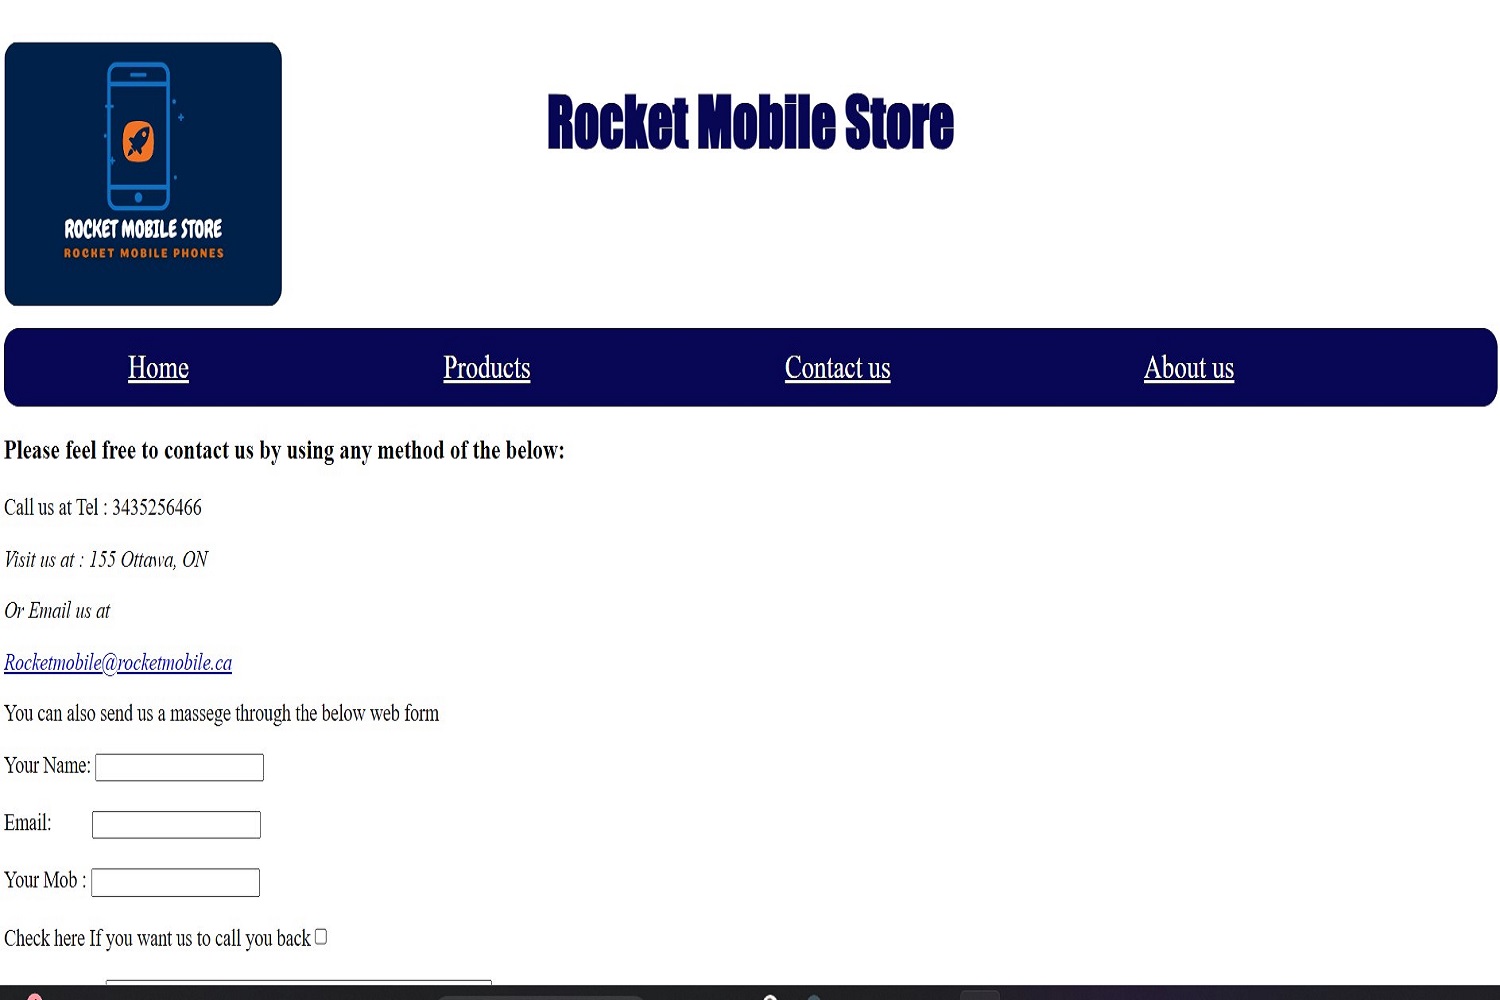 ROCKET MOBILE STORE
ROCKET MOBILE PHONES
Rocket Mobile Store
Home Products Contact us About us
Please feel free to contact us by using any method of the below:
Call us at Tel : 3435256466
Visit us at : 155 Ottawa, ON
Or Email us at
Rocketmobile@rocketmobile.ca
You can also send us a massege through the below web form
Your Name:
Email:
Your Mob :
Check here If you want us to call you back